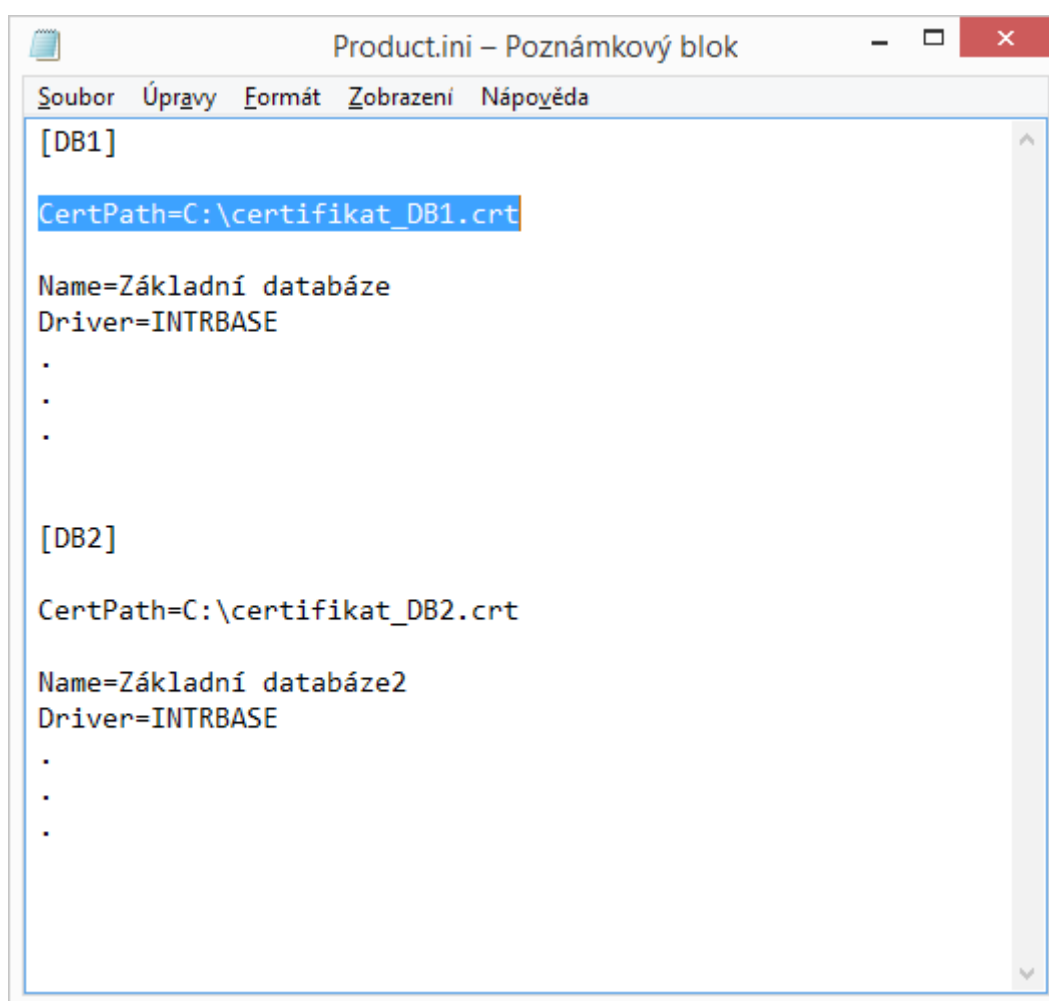 Product.ini – Poznámkový blok
Soubor Úpravy Formát Zobrazení Nápověda
[DB1]
CertPath=C:\certifikat_DB1.crt
Name=Základní databáze
Driver=INTRBASE
.
.
.
[DB2]
CertPath=C:\certifikat_DB2.crt
Name=Základní databáze2
Driver=INTRBASE
.
.
.